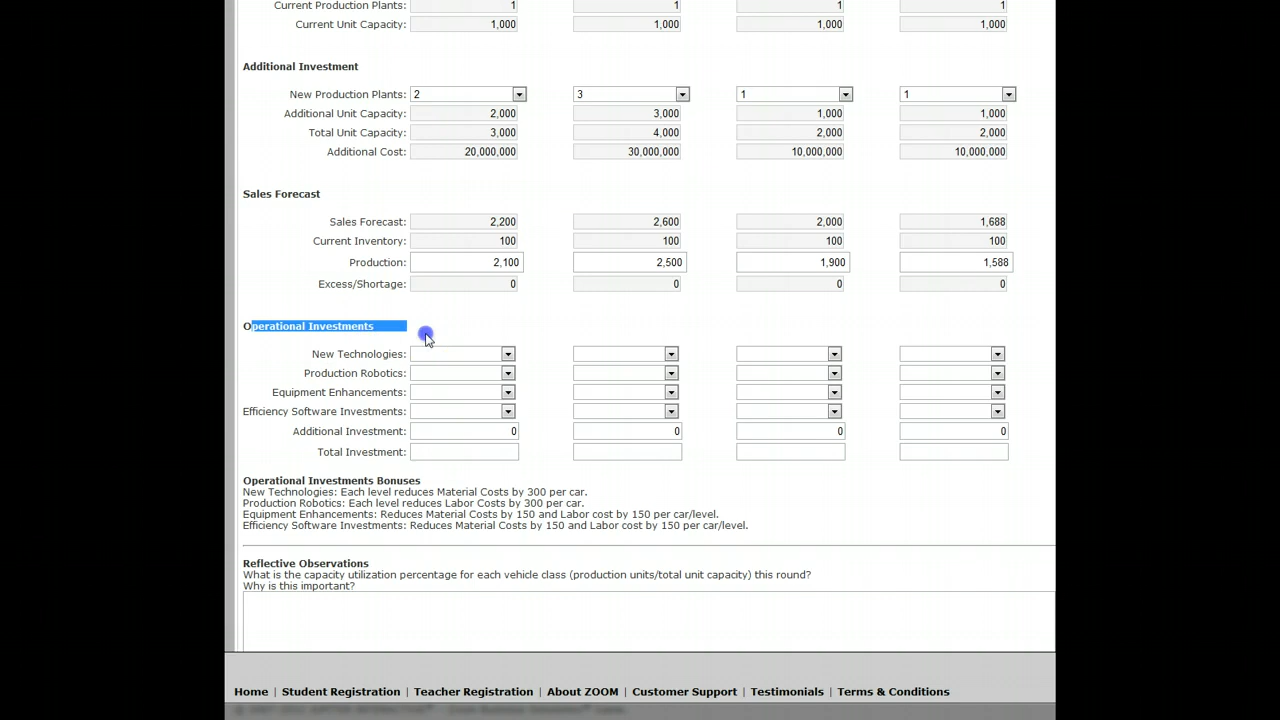 Current Production Plants: 1 1 1 1
Current Unit Capacity: 1,000 1,000 1,000 1,000
Additional Investment
New Production Plants: 2 3 1 1
Additional Unit Capacity: 2,000 3,000 1,000 1,000
Total Unit Capacity: 3,000 4,000 2,000 2,000
Additional Cost: 20,000,000 30,000,000 10,000,000 10,000,000
Sales Forecast
Sales Forecast: 2,200 2,600 2,000 1,688
Current Inventory: 100 100 100 100
Production: 2,100 2,500 1,900 1,588
Excess/Shortage: 0 0 0 0
Operational Investments
New Technologies:
Production Robotics:
Equipment Enhancements:
Efficiency Software Investments:
Additional Investment: 0 0 0 0
Total Investment:
Operational Investments Bonuses
New Technologies: Each level reduces Material Costs by 300 per car.
Production Robotics: Each level reduces Labor Costs by 300 per car.
Equipment Enhancements: Reduces Material Costs by 150 and Labor cost by 150 per car/level.
Efficiency Software Investments: Reduces Material Costs by 150 and Labor cost by 150 per car/level.
Reflective Observations
What is the capacity utilization percentage for each vehicle class (production units/total unit capacity) this round?
Why is this important?
Home | Student Registration | Teacher Registration | About ZOOM | Customer Support | Testimonials | Terms & Conditions